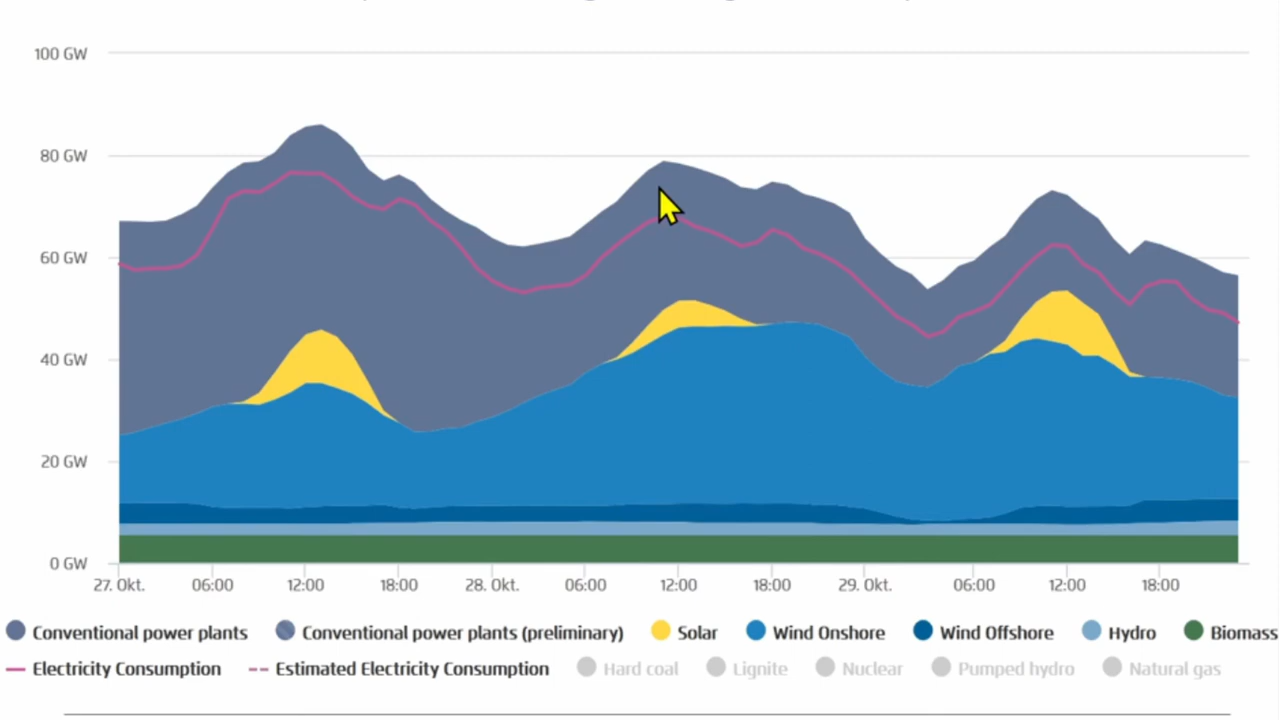 100 GW
80 GW
60 GW
40 GW
20 GW
0 GW
27. Okt. 06:00 12:00 18:00 28. Okt. 06:00 12:00 18:00 29. Okt. 06:00 12:00 18:00
Conventional power plants Conventional power plants (preliminary) Solar Wind Onshore Wind Offshore Hydro Biomass
Electricity Consumption Estimated Electricity Consumption Hard coal Lignite Nuclear Pumped hydro Natural gas